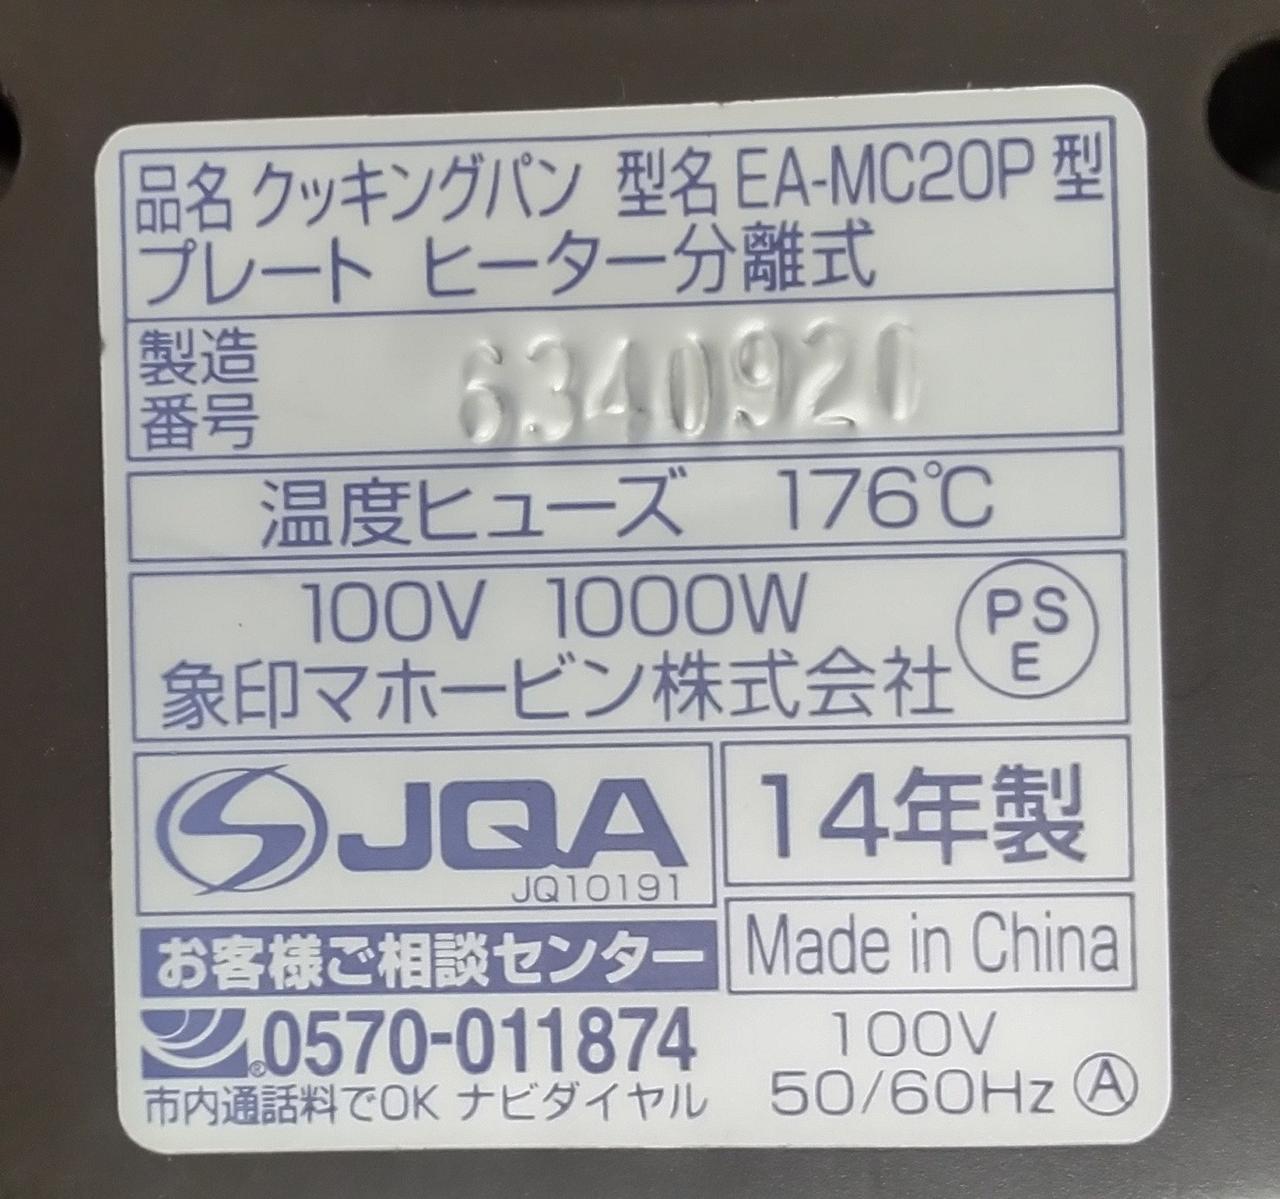 品名 クッキングパン 型名 EA-MC20P 型
プレート ヒーター分離式
製造
番号
6340920
温度ヒューズ 176℃
100V 1000W
PS
E
象印マホービン株式会社
JQA
JQ10191
14年製
お客様ご相談センター
Made in China
®0570-011874
市内通話料でOK ナビダイヤル
100V
50/60Hz Ⓐ